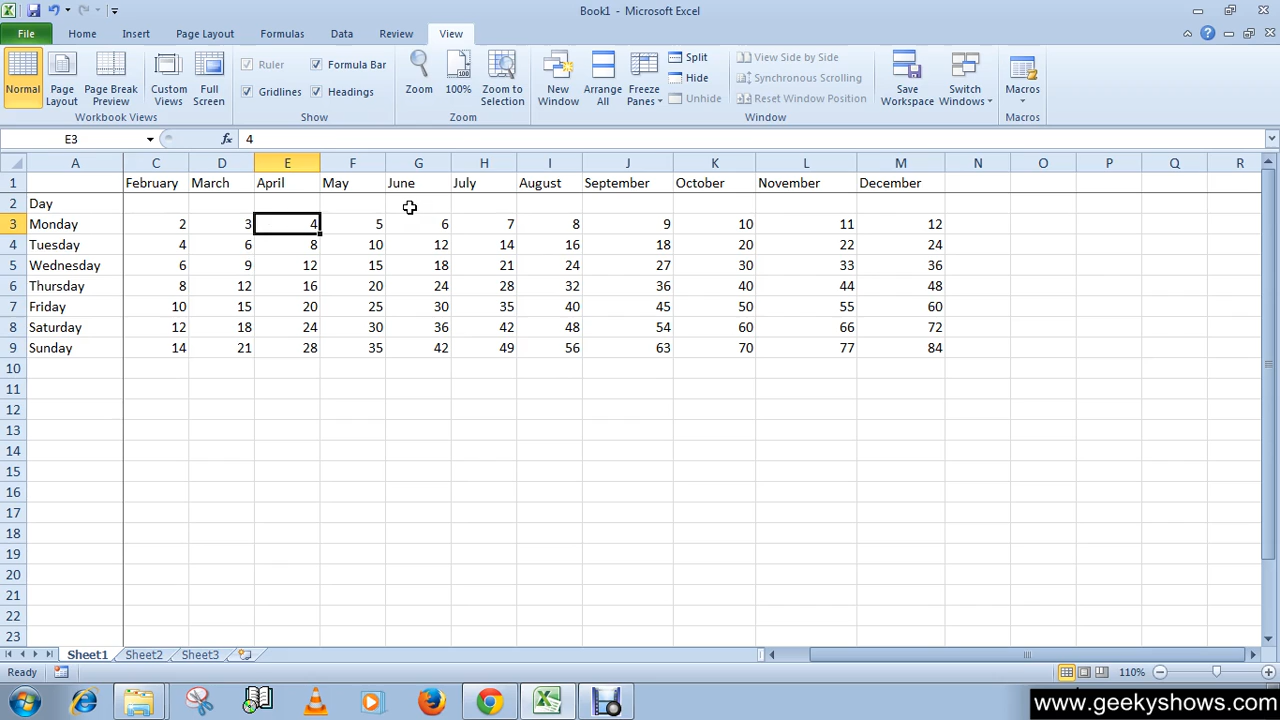 Book1 - Microsoft Excel
File Home Insert Page Layout Formulas Data Review View
Normal Page Layout Page Break Preview Custom Views Full Screen
Workbook Views
Ruler Formula Bar
Gridlines Headings
Show
Zoom 100% Zoom to Selection
Zoom
New Window Arrange All Freeze Panes
Split
Hide
Unhide
View Side by Side
Synchronous Scrolling
Reset Window Position
Window
Save Workspace Switch Windows
Macros
Macros
E3 fx 4
A C D E F G H I J K L M N O P Q R
1 February March April May June July August September October November December
2 Day
3 Monday 2 3 4 5 6 7 8 9 10 11 12
4 Tuesday 4 6 8 10 12 14 16 18 20 22 24
5 Wednesday 6 9 12 15 18 21 24 27 30 33 36
6 Thursday 8 12 16 20 24 28 32 36 40 44 48
7 Friday 10 15 20 25 30 35 40 45 50 55 60
8 Saturday 12 18 24 30 36 42 48 54 60 66 72
9 Sunday 14 21 28 35 42 49 56 63 70 77 84
10
11
12
13
14
15
16
17
18
19
20
21
22
23
Sheet1 Sheet2 Sheet3
Ready 110%
www.geekyshows.com